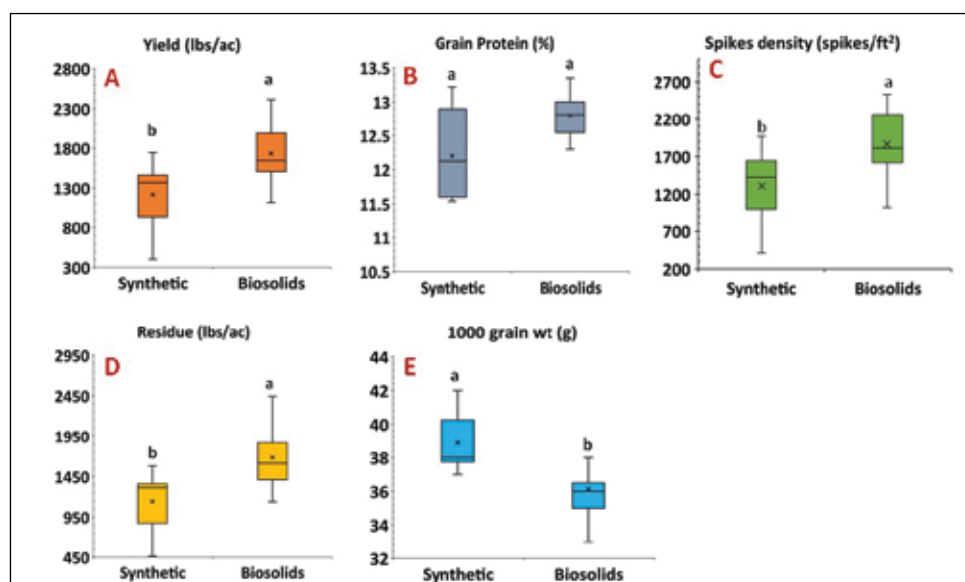 Yield (lbs/ac)
A
2800
2300
1800
1300
800
300
b
a
Synthetic
Biosolids
Grain Protein (%)
B
13.5
13
12.5
12
11.5
11
10.5
a
a
Synthetic
Biosolids
Spikes density (spikes/ft²)
C
2700
2200
1700
1200
700
200
b
a
Synthetic
Biosolids
Residue (lbs/ac)
D
2950
2450
1950
1450
950
450
b
a
Synthetic
Biosolids
1000 grain wt (g)
E
44
42
40
38
36
34
32
a
b
Synthetic
Biosolids